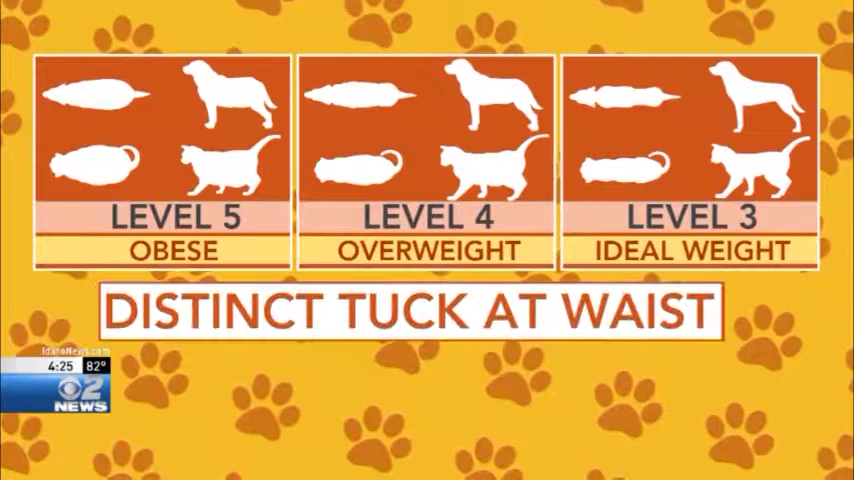 LEVEL 5
LEVEL 4
LEVEL 3
OBESE
OVERWEIGHT
IDEAL WEIGHT
DISTINCT TUCK AT WAIST
IdahoNews.com
4:25 82°
2
NEWS